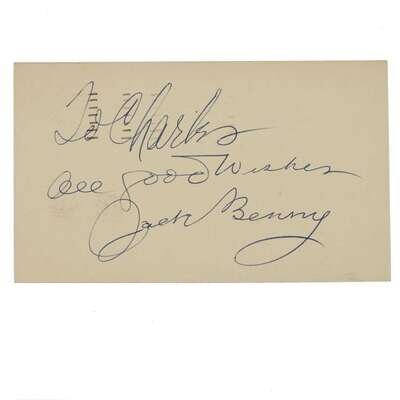 To Charles
All good Wishes
Jack Benny